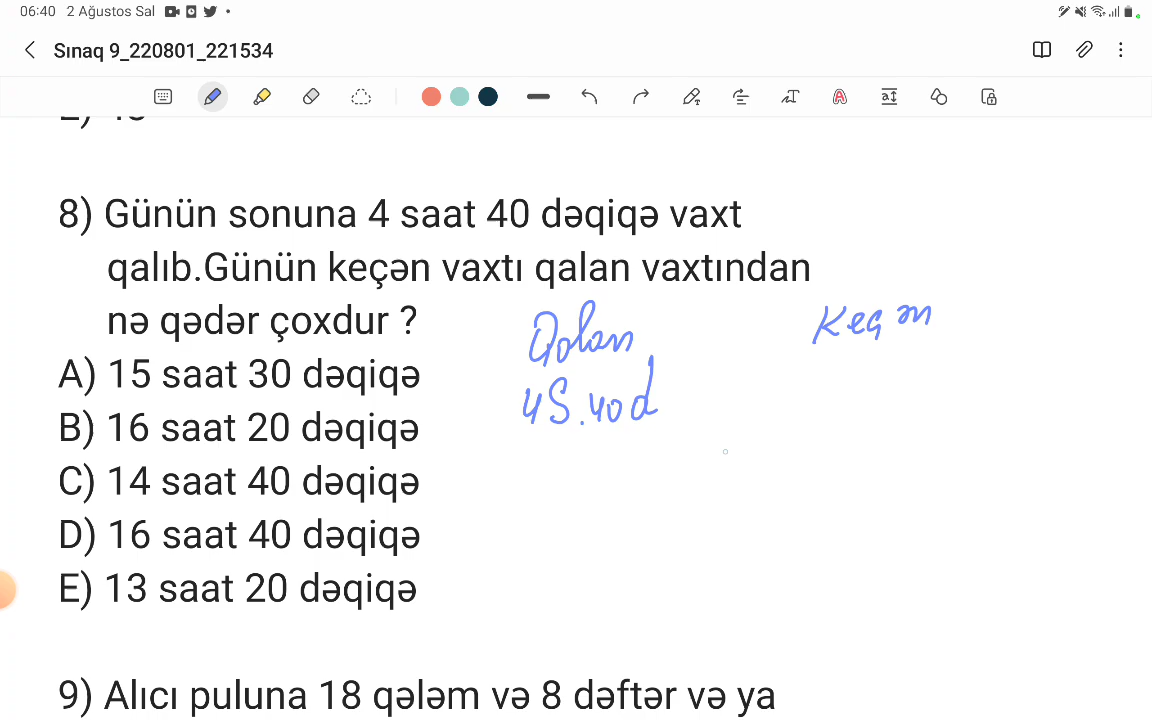 06:40 2 Ağustos Sal
Sınaq 9_220801_221534
8) Günün sonuna 4 saat 40 dəqiqə vaxt
qalıb.Günün keçən vaxtı qalan vaxtından
nə qədər çoxdur ?
Qalan
Keçən
4S.40d
A) 15 saat 30 dəqiqə
B) 16 saat 20 dəqiqə
C) 14 saat 40 dəqiqə
D) 16 saat 40 dəqiqə
E) 13 saat 20 dəqiqə
9) Alıcı puluna 18 qələm və 8 dəftər və ya